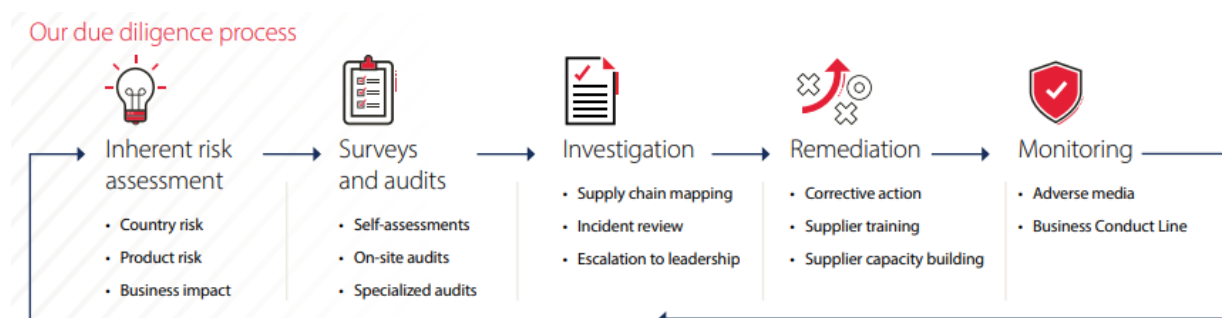 Our due diligence process
Inherent risk
assessment
• Country risk
• Product risk
• Business impact
Surveys
and audits
• Self-assessments
• On-site audits
• Specialized audits
Investigation
• Supply chain mapping
• Incident review
• Escalation to leadership
Remediation
• Corrective action
• Supplier training
• Supplier capacity building
Monitoring
• Adverse media
• Business Conduct Line